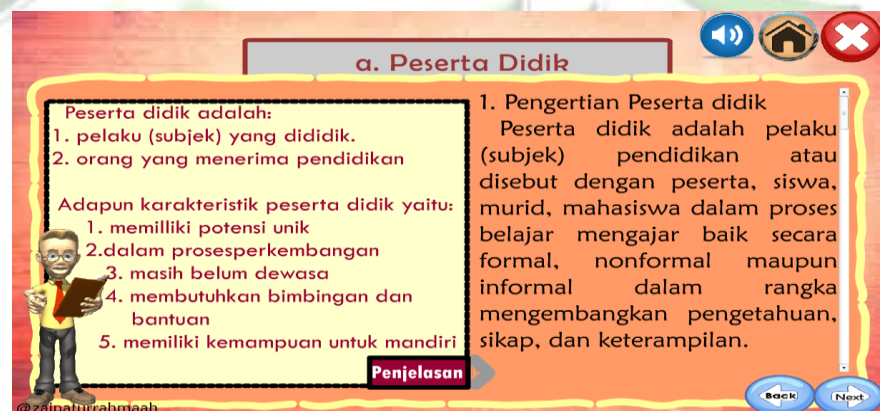 a. Peserta Didik
Peserta didik adalah:
1. pelaku (subjek) yang dididik.
2. orang yang menerima pendidikan
Adapun karakteristik peserta didik yaitu:
1. memilliki potensi unik
2.dalam prosesperkembangan
3. masih belum dewasa
4. membutuhkan bimbingan dan
bantuan
5. memiliki kemampuan untuk mandiri
Penjelasan
1. Pengertian Peserta didik
Peserta didik adalah pelaku
(subjek) pendidikan atau
disebut dengan peserta, siswa,
murid, mahasiswa dalam proses
belajar mengajar baik secara
formal, nonformal maupun
informal dalam rangka
mengembangkan pengetahuan,
sikap, dan keterampilan.
Back
Next
@zainaturrahmaah